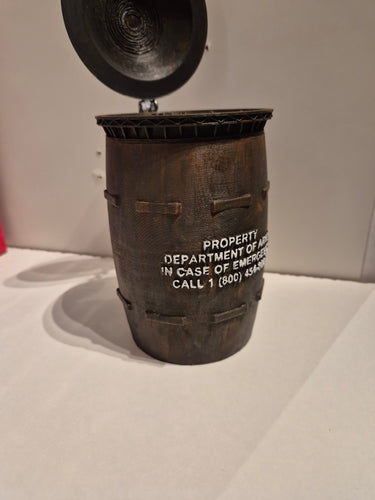 PROPERTY
DEPARTMENT OF
IN CASE OF
CALL 1 (800)